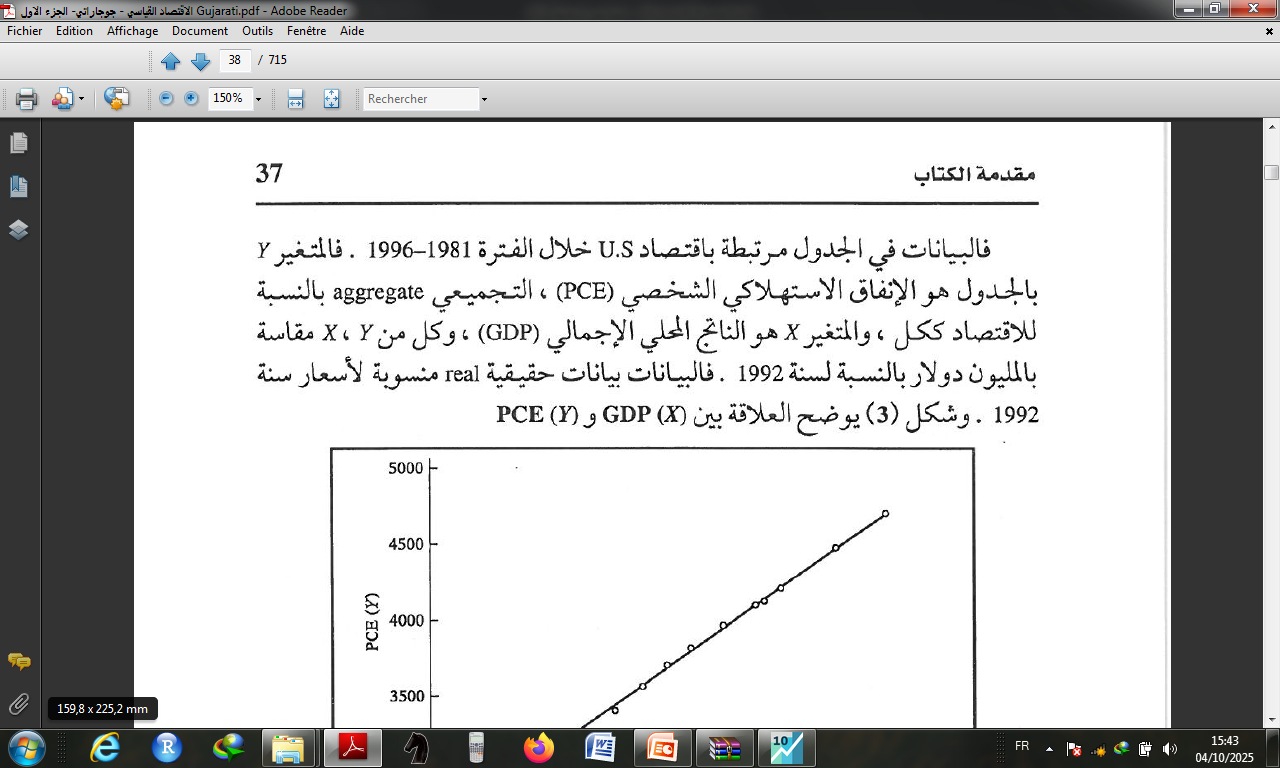 الاقتصاد القياسي - جوجاراتي- الجزء الاول Gujarati.pdf - Adobe Reader
Fichier Edition Affichage Document Outils Fenêtre Aide
38 / 715
150% Rechercher
37 مقدمة الكتاب
فالبيانات في الجدول مرتبطة باقتصاد U.S خلال الفترة 1981–1996 . فالمتغير Y
بالجدول هو الإنفاق الاستهلاكي الشخصي (PCE) ، التجميعي aggregate بالنسبة
للاقتصاد ككل ، والمتغير X هو الناتج المحلي الإجمالي (GDP) ، وكل من X ، Y مقاسة
بالمليون دولار بالنسبة لسنة 1992 . فالبيانات بيانات حقيقية real منسوبة لأسعار سنة
1992 . وشكل (3) يوضح العلاقة بين GDP (X) و PCE (Y)
5000
4500
PCE (Y)
4000
3500
159,8 x 225,2 mm
FR
15:43
04/10/2025
10